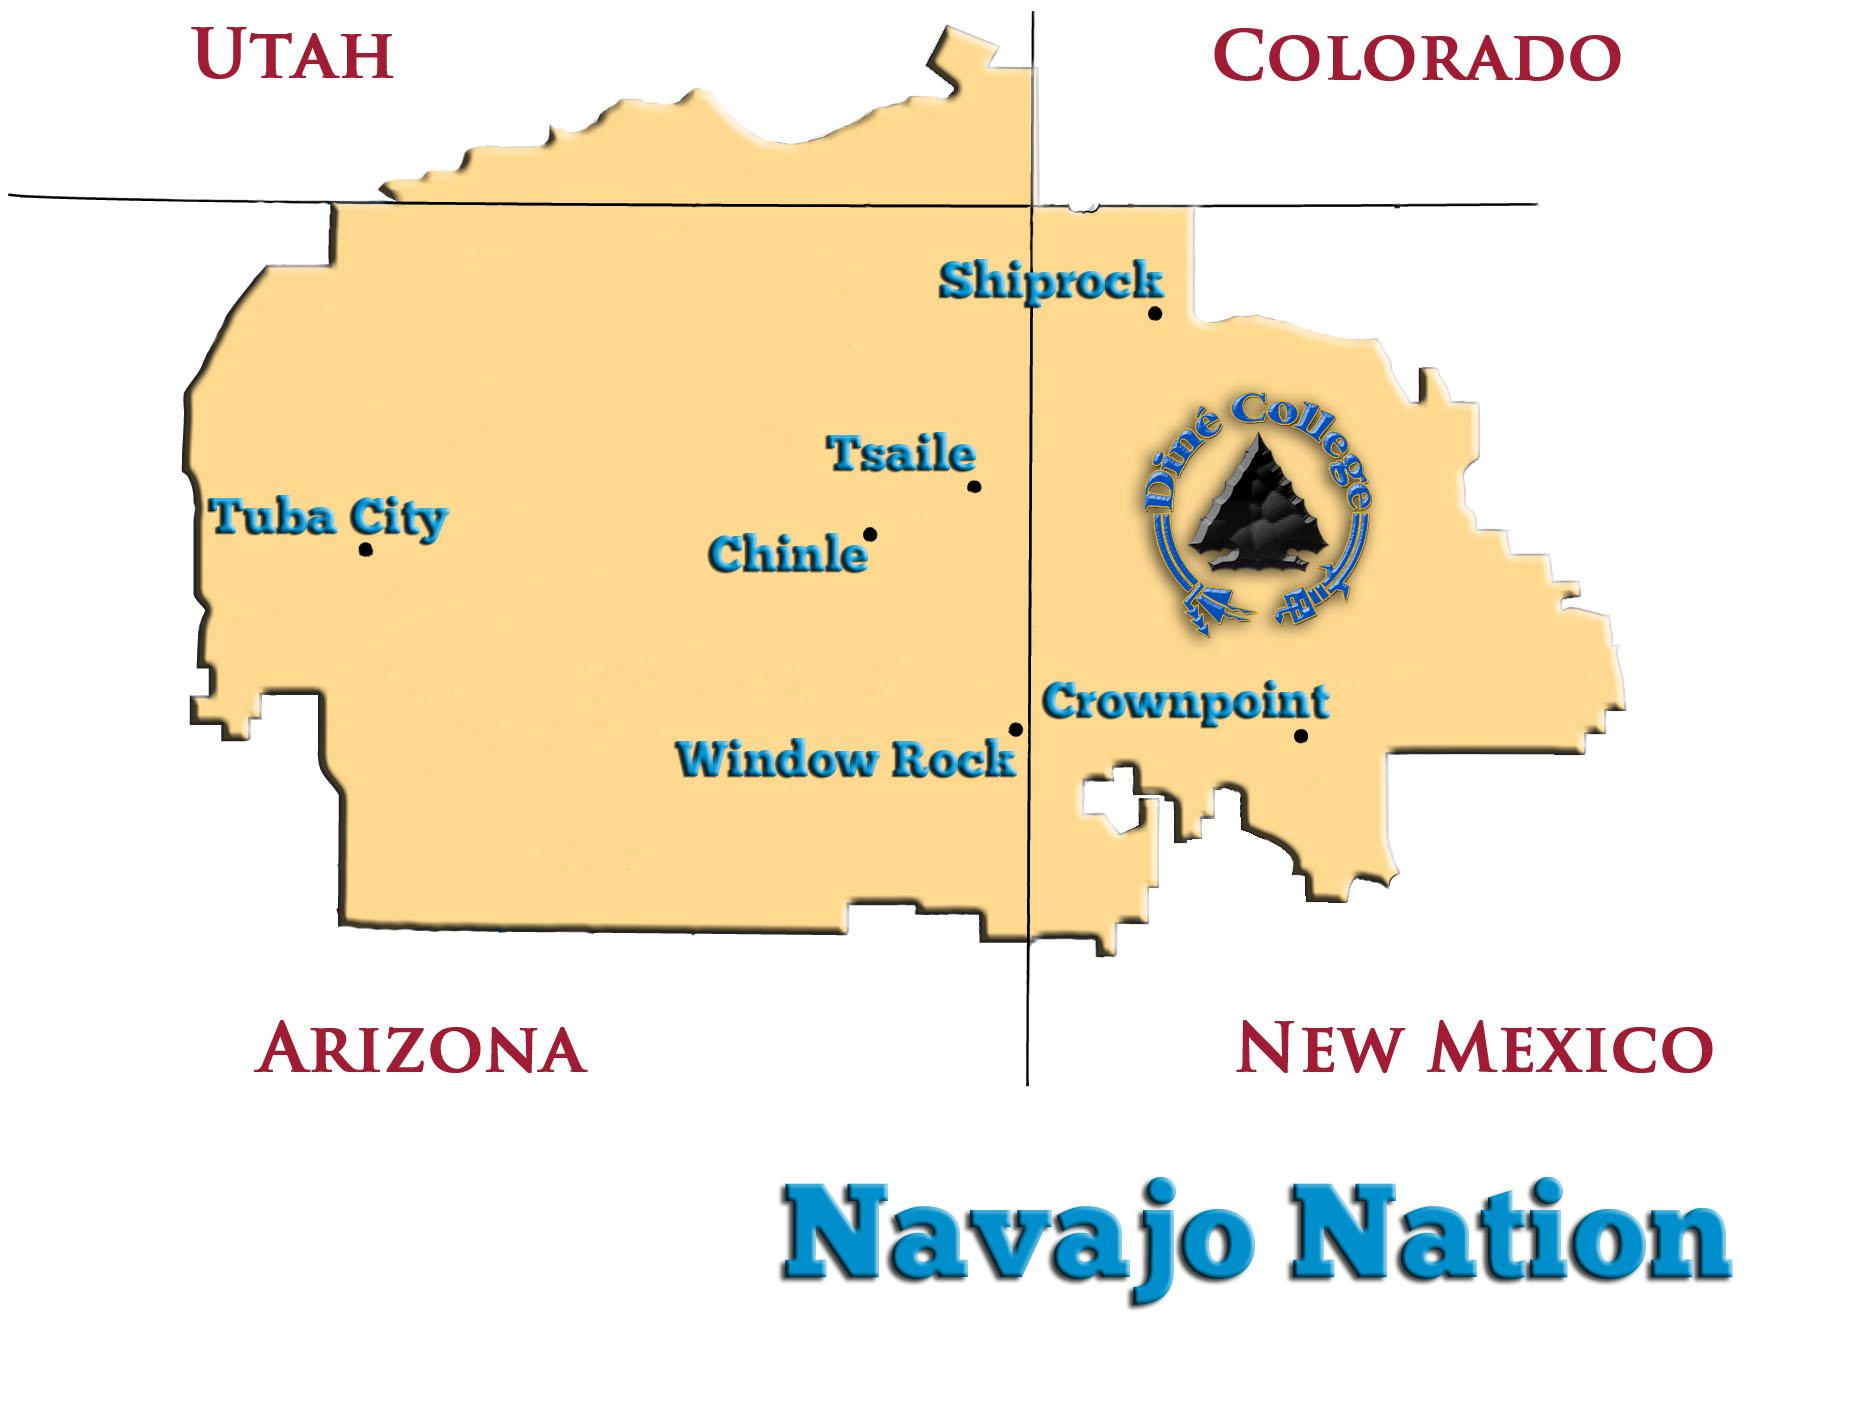 UTAH
COLORADO
Shiprock
Diné College
Tsaile
Tuba City
Chinle
Crownpoint
Window Rock
ARIZONA
NEW MEXICO
Navajo Nation